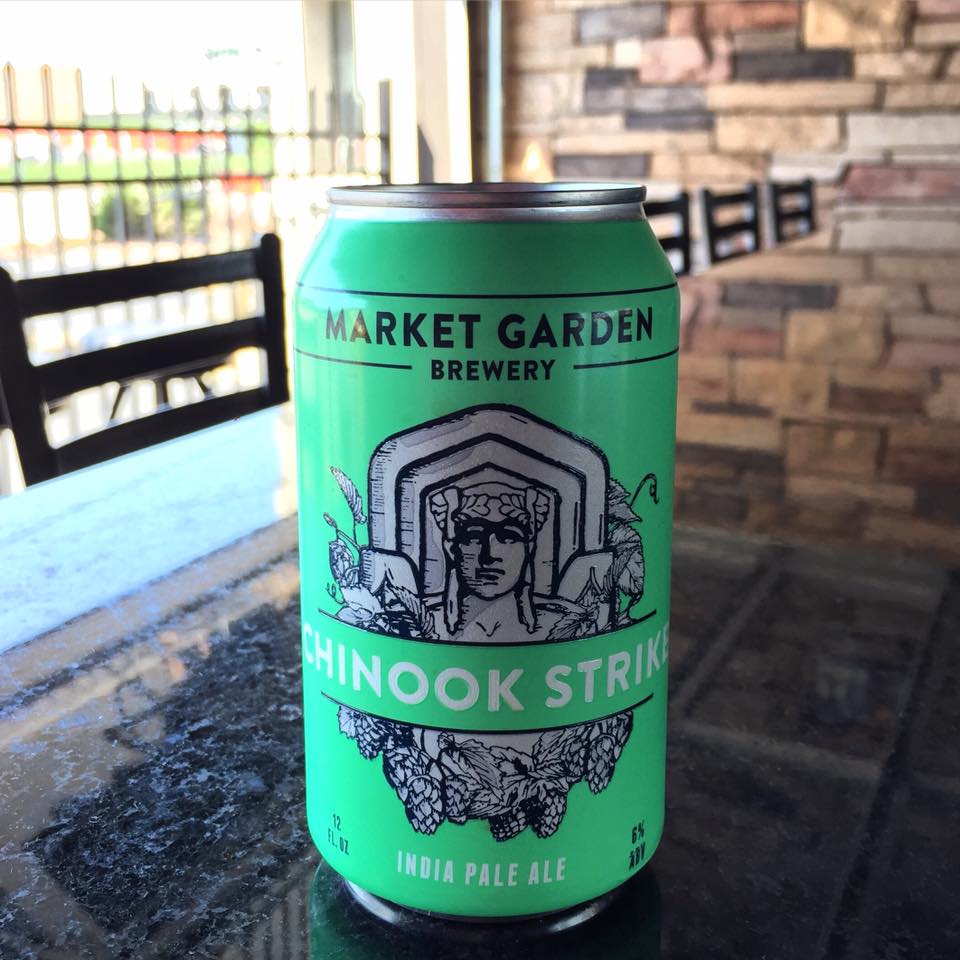 MARKET GARDEN
BREWERY
CHINOOK STRIKE
12
FL. OZ
6%
ABV
INDIA PALE ALE